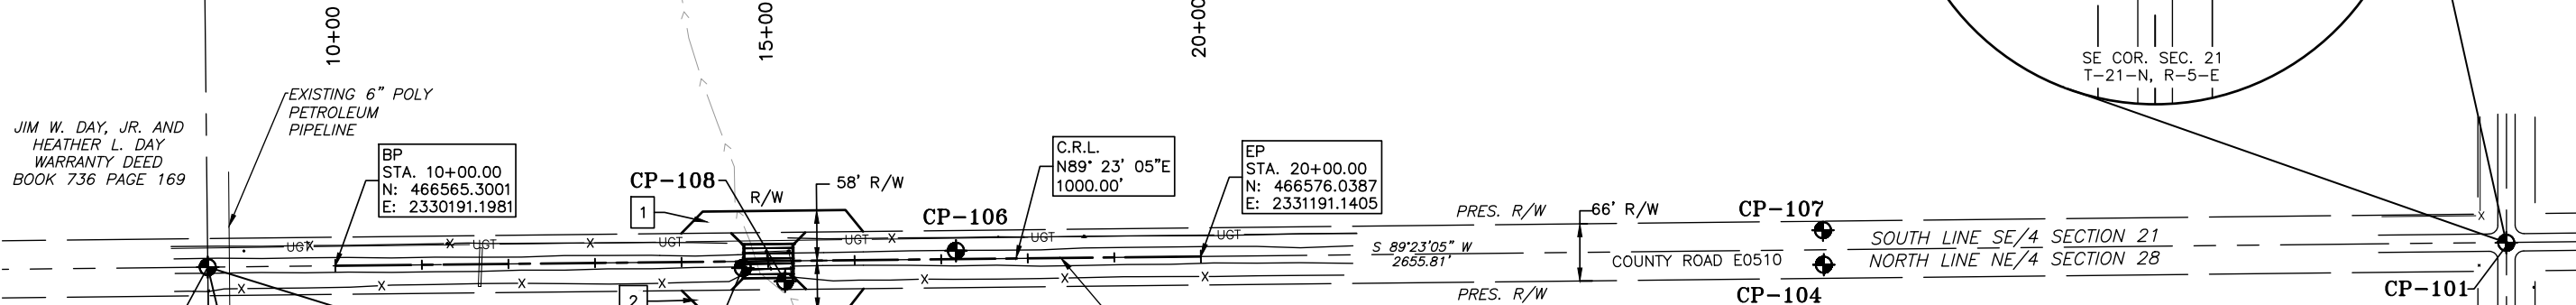 10+00
15+00
20+00
SE COR. SEC. 21
T-21-N, R-5-E
EXISTING 6" POLY
PETROLEUM
PIPELINE
JIM W. DAY, JR. AND
HEATHER L. DAY
WARRANTY DEED
BOOK 736 PAGE 169
BP
STA. 10+00.00
N: 466565.3001
E: 2330191.1981
CP-108
R/W
58' R/W
1
C.R.L.
N89° 23' 05"E
1000.00'
EP
STA. 20+00.00
N: 466576.0387
E: 2331191.1405
CP-106
PRES. R/W
66' R/W
CP-107
UGT
X
X
UGT
X
UGT
UGT
X
UGT
UGT
X
S 89°23'05" W
2655.81'
COUNTY ROAD E0510
SOUTH LINE SE/4 SECTION 21
NORTH LINE NE/4 SECTION 28
X
X
X
X
X
X
X
2
PRES. R/W
CP-104
CP-101